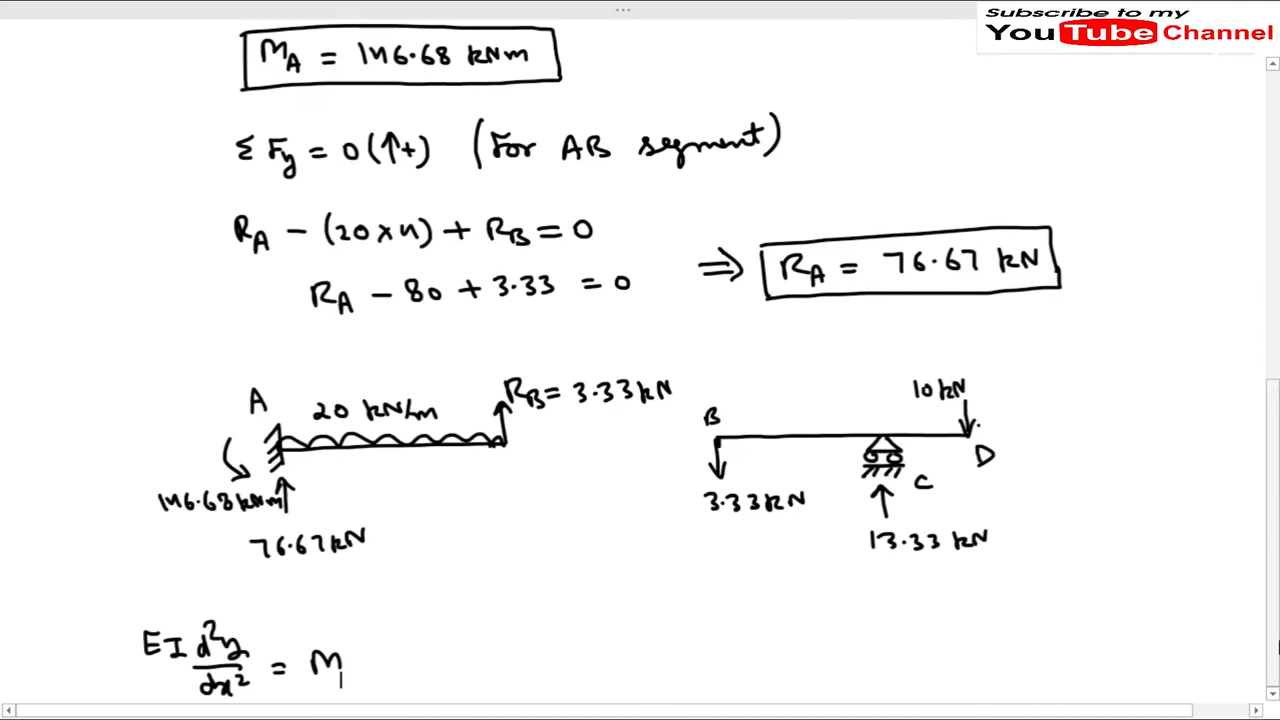 Subscribe to my
YouTube Channel
M_A = 146.68 kNm
Σ F_y = 0 (↑+) (For AB segment)
R_A - (20 × 4) + R_B = 0
R_A - 80 + 3.33 = 0 ⇒ R_A = 76.67 kN
A 20 kN/m R_B = 3.33 kN
146.68 kNm
76.67 kN
B 10 kN
D
C
3.33 kN
13.33 kN
EI d²y/dx² = M